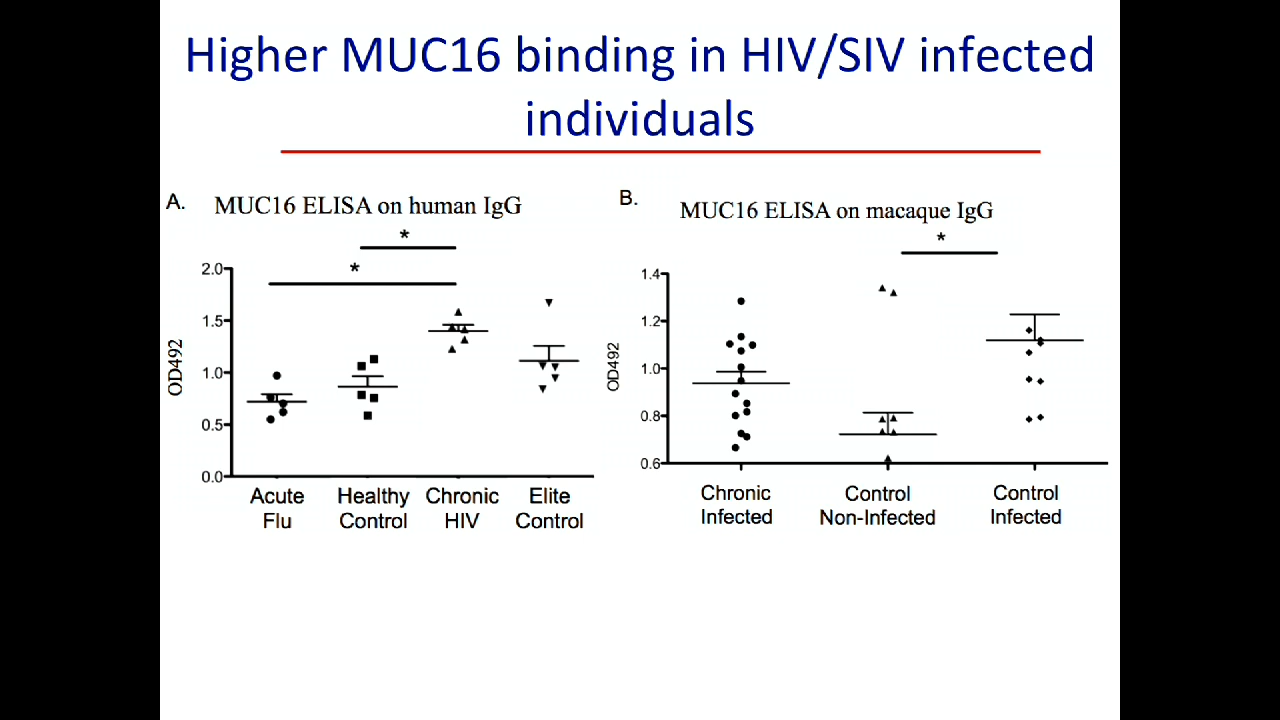 Higher MUC16 binding in HIV/SIV infected
individuals
A.
MUC16 ELISA on human IgG
*
*
2.0
1.5
1.0
0.5
0.0
OD492
Acute
Flu
Healthy
Control
Chronic
HIV
Elite
Control
B.
MUC16 ELISA on macaque IgG
*
1.4
1.2
1.0
0.8
0.6
OD492
Chronic
Infected
Control
Non-Infected
Control
Infected